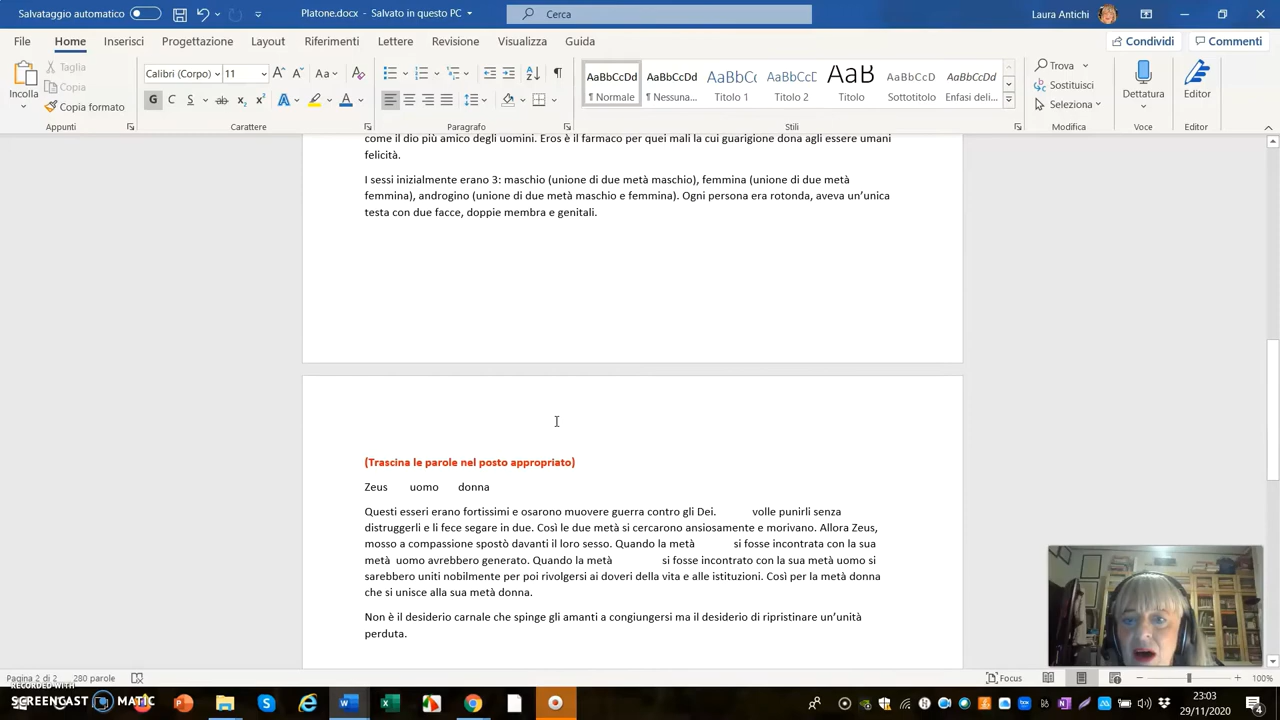 Salvataggio automatico
Platone.docx - Salvato in questo PC
Cerca
Laura Antichi
File Home Inserisci Progettazione Layout Riferimenti Lettere Revisione Visualizza Guida
Condividi Commenti
Incolla
Taglia
Copia
Copia formato
Calibri (Corpo) 11
G C S ab x₂ x²
AaBbCcDd AaBbCcDd AaBbCc AaBbCcD AaB AaBbCcD AaBbCcDd
¶ Normale ¶ Nessuna... Titolo 1 Titolo 2 Titolo Sottotitolo Enfasi deli...
Trova
Sostituisci
Seleziona
Dettatura
Editor
Appunti Carattere Paragrafo Stili Modifica Voce Editor
come il dio più amico degli uomini. Eros è il farmaco per quei mali la cui guarigione dona agli essere umani
felicità.
I sessi inizialmente erano 3: maschio (unione di due metà maschio), femmina (unione di due metà
femmina), androgino (unione di due metà maschio e femmina). Ogni persona era rotonda, aveva un'unica
testa con due facce, doppie membra e genitali.
(Trascina le parole nel posto appropriato)
Zeus uomo donna
Questi esseri erano fortissimi e osarono muovere guerra contro gli Dei. volle punirli senza
distruggerli e li fece segare in due. Così le due metà si cercarono ansiosamente e morivano. Allora Zeus,
mosso a compassione spostò davanti il loro sesso. Quando la metà si fosse incontrata con la sua
metà uomo avrebbero generato. Quando la metà si fosse incontrato con la sua metà uomo si
sarebbero uniti nobilmente per poi rivolgersi ai doveri della vita e alle istituzioni. Così per la metà donna
che si unisce alla sua metà donna.
Non è il desiderio carnale che spinge gli amanti a congiungersi ma il desiderio di ripristinare un'unità
perduta.
Pagina 2 di 2 280 parole
Focus
100%
RECORDED WITH
SCREENCAST MATIC
23:03
29/11/2020